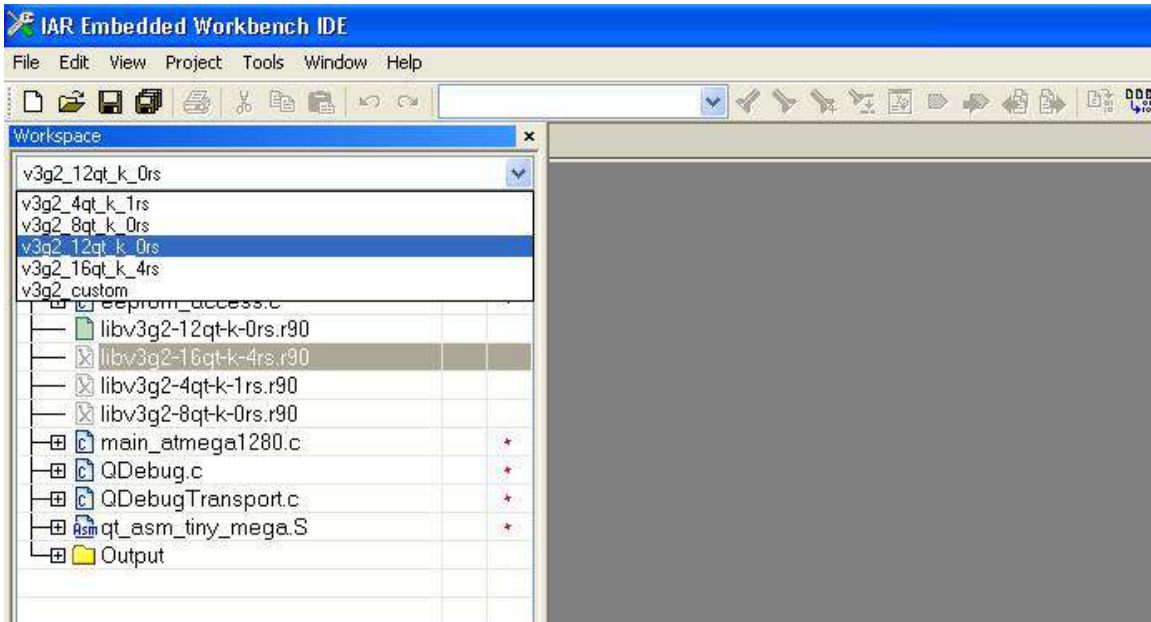 IAR Embedded Workbench IDE
File Edit View Project Tools Window Help
Workspace
v3g2_12qt_k_0rs
v3g2_4qt_k_1rs
v3g2_8qt_k_0rs
v3g2_12qt_k_0rs
v3g2_16qt_k_4rs
v3g2_custom
eeprom_access.c
libv3g2-12qt-k-0rs.r90
libv3g2-16qt-k-4rs.r90
libv3g2-4qt-k-1rs.r90
libv3g2-8qt-k-0rs.r90
main_atmega1280.c
QDebug.c
QDebugTransport.c
qt_asm_tiny_mega.S
Output